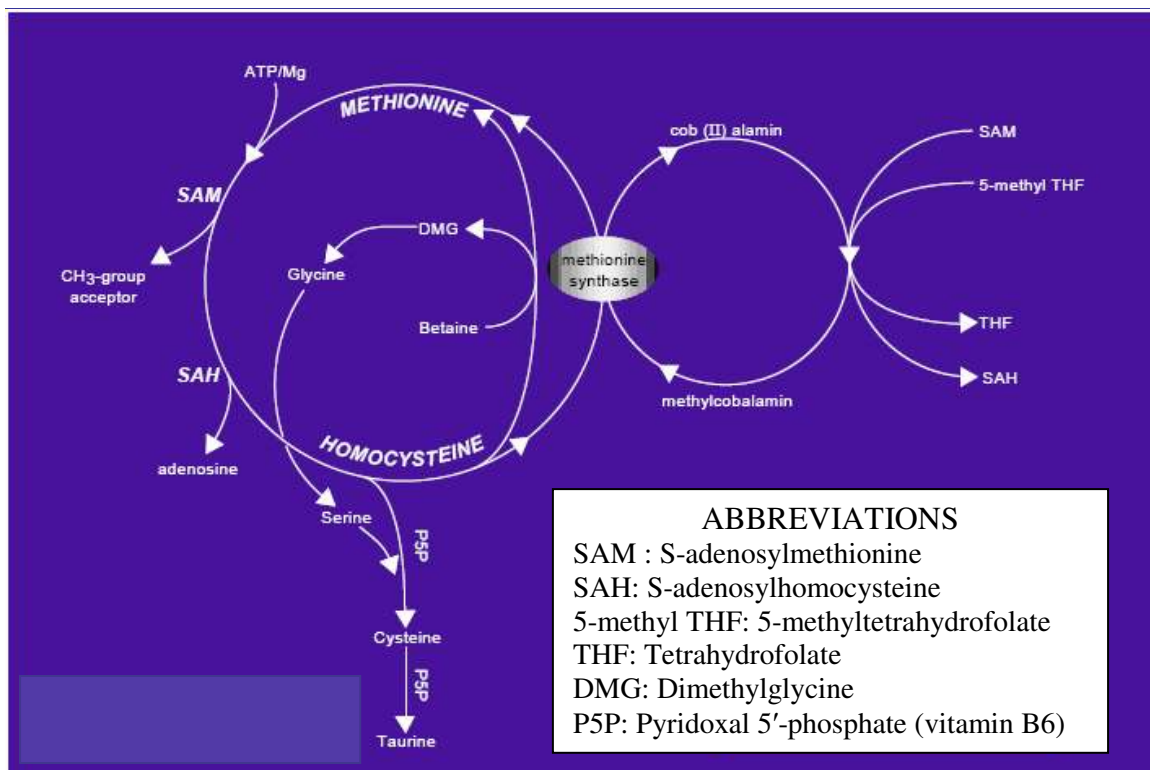 ATP/Mg
METHIONINE
cob (II) alamin
SAM
SAM
5-methyl THF
DMG
CH3-group
acceptor
Glycine
methionine
synthase
Betaine
THF
SAH
SAH
methylcobalamin
HOMOCYSTEINE
adenosine
Serine
P5P
Cysteine
P5P
Taurine
ABBREVIATIONS
SAM : S-adenosylmethionine
SAH: S-adenosylhomocysteine
5-methyl THF: 5-methyltetrahydrofolate
THF: Tetrahydrofolate
DMG: Dimethylglycine
P5P: Pyridoxal 5′-phosphate (vitamin B6)